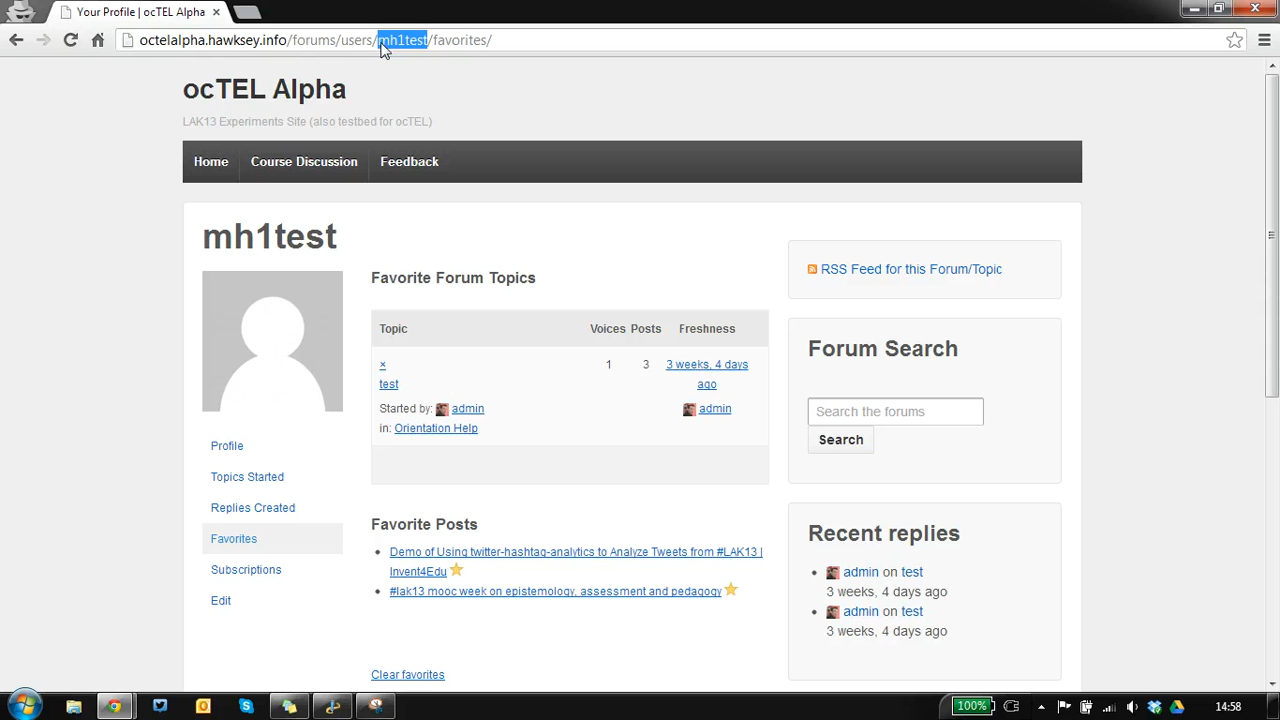 Your Profile | ocTEL Alpha ×
octelalpha.hawksey.info/forums/users/mh1test/favorites/
ocTEL Alpha
LAK13 Experiments Site (also testbed for ocTEL)
Home Course Discussion Feedback
mh1test
Profile
Topics Started
Replies Created
Favorites
Subscriptions
Edit
Favorite Forum Topics
Topic Voices Posts Freshness
× 1 3 3 weeks, 4 days
test ago
Started by: admin admin
in: Orientation Help
Favorite Posts
Demo of Using twitter-hashtag-analytics to Analyze Tweets from #LAK13 |
Invent4Edu
#lak13 mooc week on epistemology, assessment and pedagogy
Clear favorites
RSS Feed for this Forum/Topic
Forum Search
Search the forums
Search
Recent replies
admin on test
3 weeks, 4 days ago
admin on test
3 weeks, 4 days ago
100% 14:58